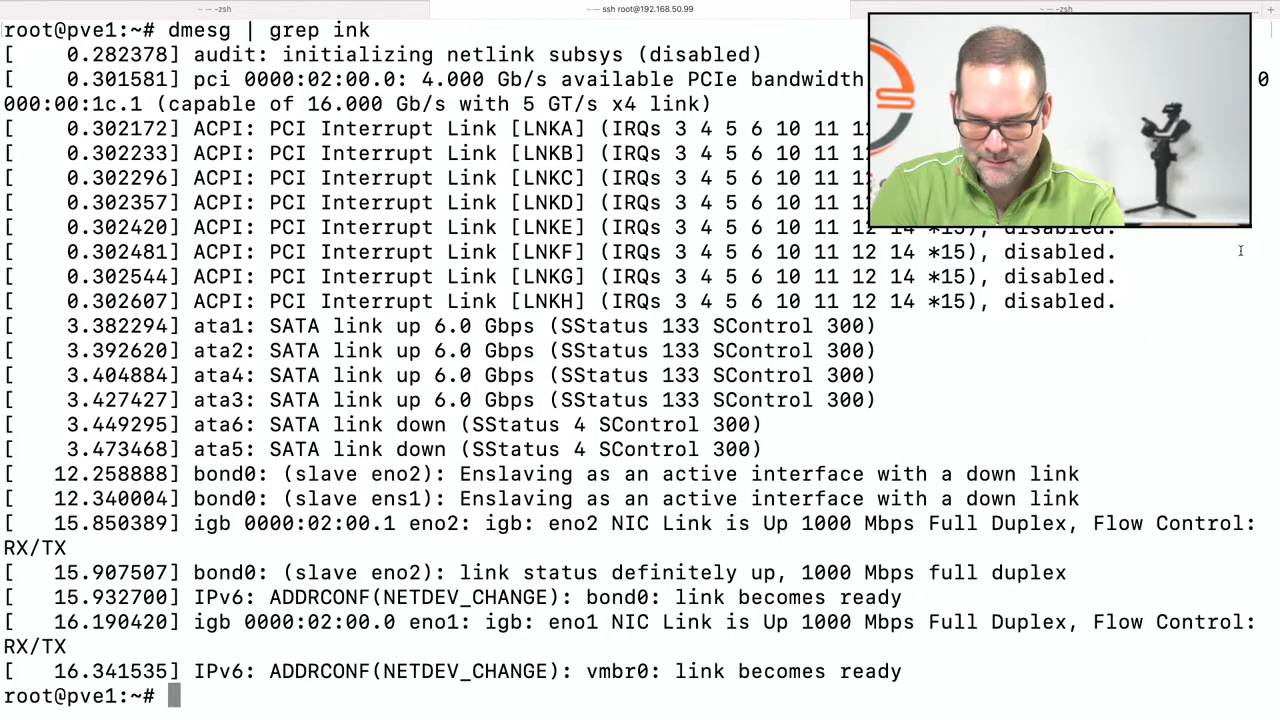 ~ — -zsh
~ — ssh root@192.168.50.99
~ — -zsh
root@pve1:~# dmesg | grep ink
[    0.282378] audit: initializing netlink subsys (disabled)
[    0.301581] pci 0000:02:00.0: 4.000 Gb/s available PCIe bandwidth 0
000:00:1c.1 (capable of 16.000 Gb/s with 5 GT/s x4 link)
[    0.302172] ACPI: PCI Interrupt Link [LNKA] (IRQs 3 4 5 6 10 11
[    0.302233] ACPI: PCI Interrupt Link [LNKB] (IRQs 3 4 5 6 10 11
[    0.302296] ACPI: PCI Interrupt Link [LNKC] (IRQs 3 4 5 6 10 11
[    0.302357] ACPI: PCI Interrupt Link [LNKD] (IRQs 3 4 5 6 10 11
[    0.302420] ACPI: PCI Interrupt Link [LNKE] (IRQs 3 4 5 6 10 11 12 14 *15), disabled.
[    0.302481] ACPI: PCI Interrupt Link [LNKF] (IRQs 3 4 5 6 10 11 12 14 *15), disabled.
[    0.302544] ACPI: PCI Interrupt Link [LNKG] (IRQs 3 4 5 6 10 11 12 14 *15), disabled.
[    0.302607] ACPI: PCI Interrupt Link [LNKH] (IRQs 3 4 5 6 10 11 12 14 *15), disabled.
[    3.382294] ata1: SATA link up 6.0 Gbps (SStatus 133 SControl 300)
[    3.392620] ata2: SATA link up 6.0 Gbps (SStatus 133 SControl 300)
[    3.404884] ata4: SATA link up 6.0 Gbps (SStatus 133 SControl 300)
[    3.427427] ata3: SATA link up 6.0 Gbps (SStatus 133 SControl 300)
[    3.449295] ata6: SATA link down (SStatus 4 SControl 300)
[    3.473468] ata5: SATA link down (SStatus 4 SControl 300)
[   12.258888] bond0: (slave eno2): Enslaving as an active interface with a down link
[   12.340004] bond0: (slave ens1): Enslaving as an active interface with a down link
[   15.850389] igb 0000:02:00.1 eno2: igb: eno2 NIC Link is Up 1000 Mbps Full Duplex, Flow Control:
RX/TX
[   15.907507] bond0: (slave eno2): link status definitely up, 1000 Mbps full duplex
[   15.932700] IPv6: ADDRCONF(NETDEV_CHANGE): bond0: link becomes ready
[   16.190420] igb 0000:02:00.0 eno1: igb: eno1 NIC Link is Up 1000 Mbps Full Duplex, Flow Control:
RX/TX
[   16.341535] IPv6: ADDRCONF(NETDEV_CHANGE): vmbr0: link becomes ready
root@pve1:~#